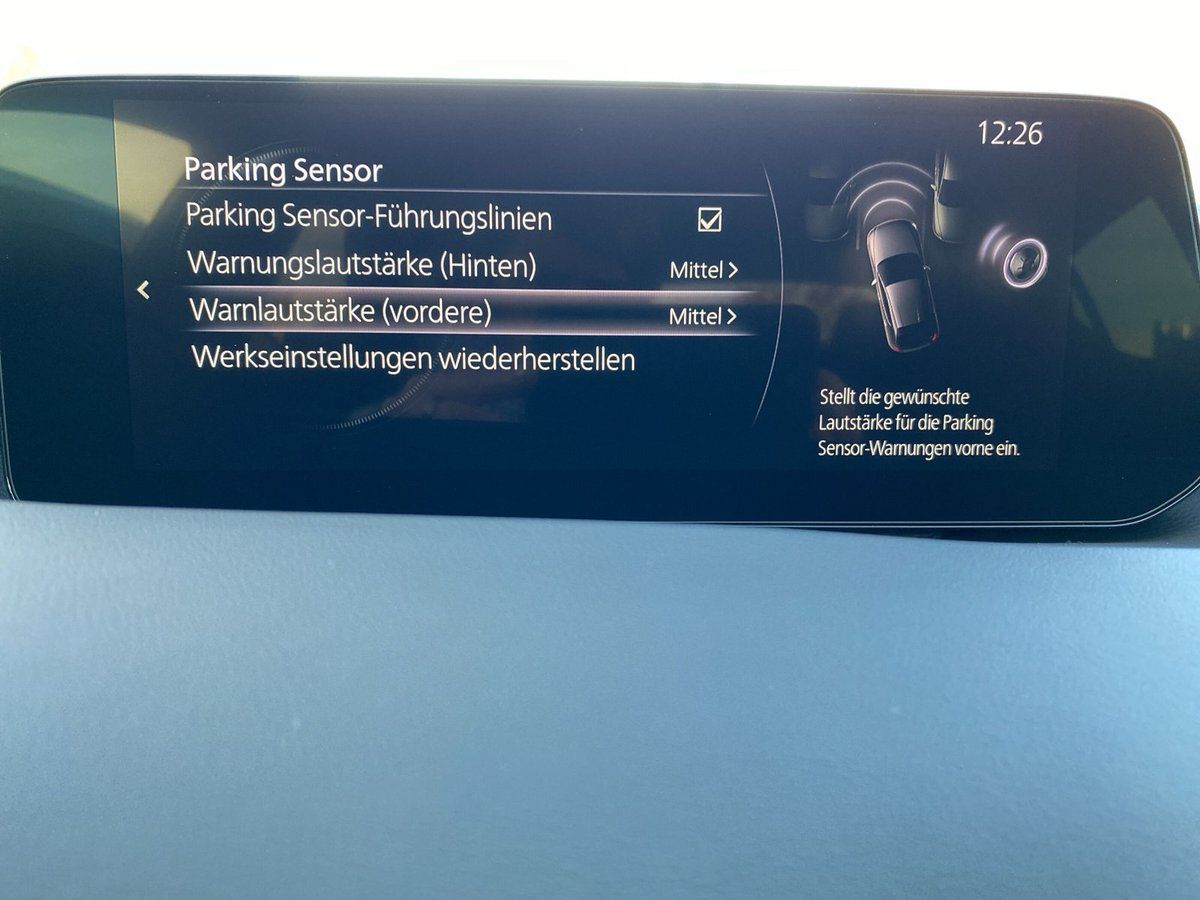 12:26
Parking Sensor
Parking Sensor-Führungslinien
Warnungslautstärke (Hinten) Mittel >
Warnlautstärke (vordere) Mittel >
Werkseinstellungen wiederherstellen
Stellt die gewünschte
Lautstärke für die Parking
Sensor-Warnungen vorne ein.